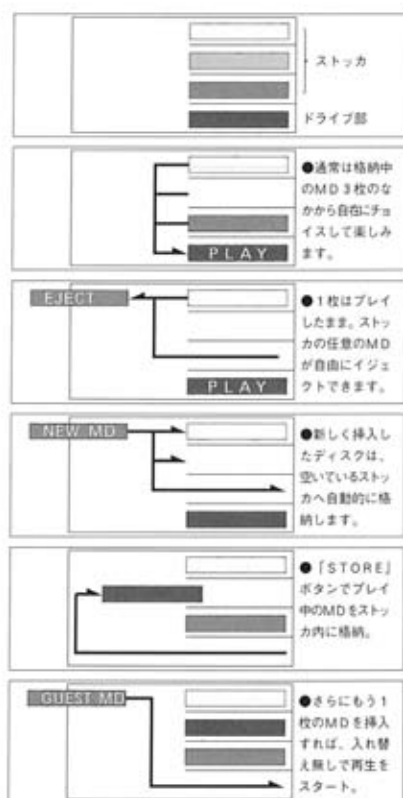 ストッカ
ドライブ部
●通常は格納中
のMD3枚のな
かから自在にチョ
イスして楽しみ
ます。
PLAY
EJECT
●1枚はプレイ
したまま。ストッ
カの任意のMD
が自由にイジェ
クトできます。
PLAY
NEW MD
●新しく挿入し
たディスクは、
空いているストッ
カへ自動的に格
納します。
●「STORE」
ボタンでプレイ
中のMDをストッ
カ内に格納。
GUEST MD
●さらにもう1
枚のMDを挿入
すれば、入れ替
え無しで再生を
スタート。